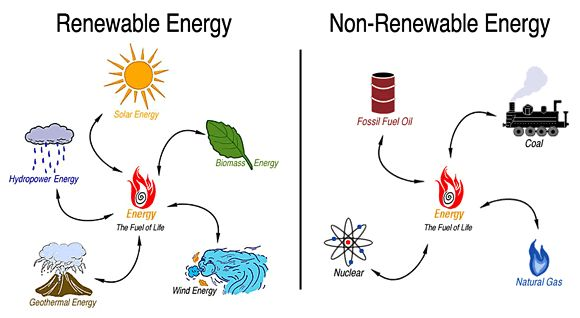 Renewable Energy
Non-Renewable Energy
Solar Energy
Biomass Energy
Hydropower Energy
Energy
The Fuel of Life
Geothermal Energy
Wind Energy
Fossil Fuel Oil
Coal
Energy
The Fuel of Life
Nuclear
Natural Gas